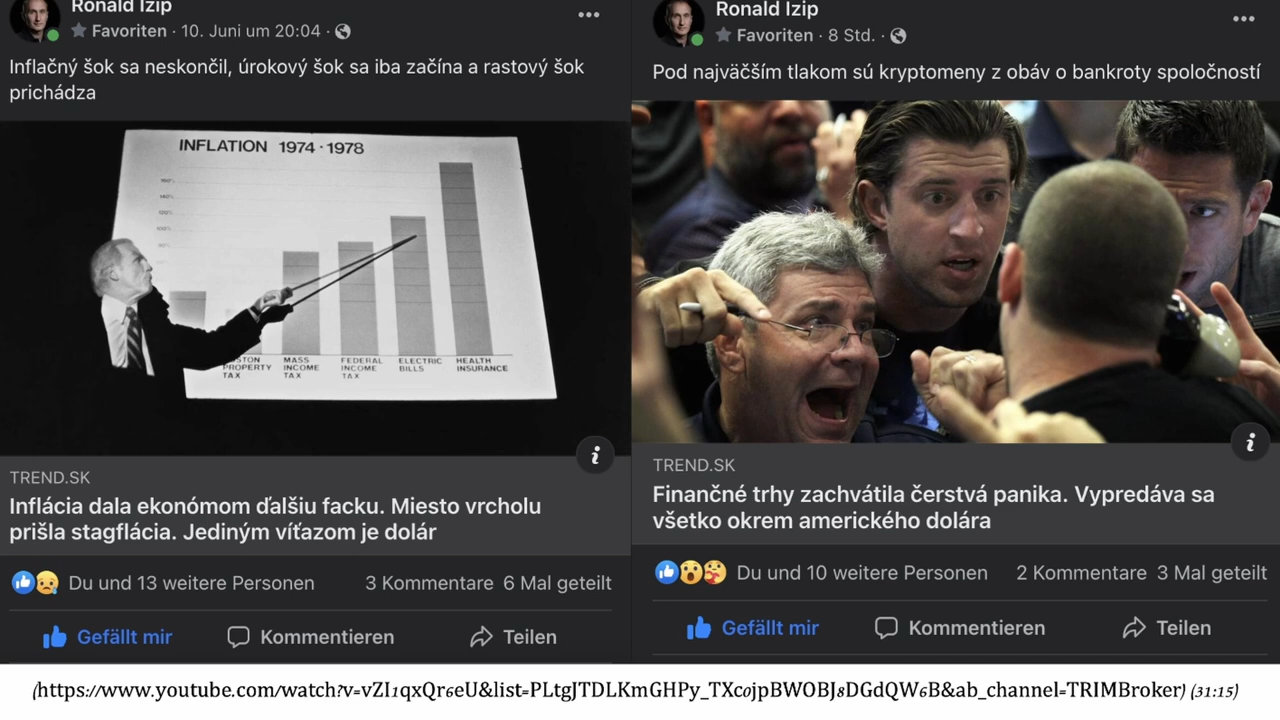 Ronald Izip
Favoriten · 10. Juni um 20:04 ·
Inflačný šok sa neskončil, úrokový šok sa iba začína a rastový šok
prichádza
INFLATION 1974·1978
140%
120%
PROPERTY
TAX
MASS
INCOME
TAX
FEDERAL
INCOME
TAX
ELECTRIC
BILLS
HEALTH
INSURANCE
TREND.SK
Inflácia dala ekonómom ďalšiu facku. Miesto vrcholu
prišla stagflácia. Jediným víťazom je dolár
Du und 13 weitere Personen 3 Kommentare 6 Mal geteilt
Gefällt mir Kommentieren Teilen
Ronald Izip
Favoriten · 8 Std. ·
Pod najväčším tlakom sú kryptomeny z obáv o bankroty spoločností
TREND.SK
Finančné trhy zachvátila čerstvá panika. Vypredáva sa
všetko okrem amerického dolára
Du und 10 weitere Personen 2 Kommentare 3 Mal geteilt
Gefällt mir Kommentieren Teilen
(https://www.youtube.com/watch?v=vZI1qxQr6eU&list=PLtgJTDLKmGHPy_TXc0jpBWOBJ8DGdQW6B&ab_channel=TRIMBroker) (31:15)